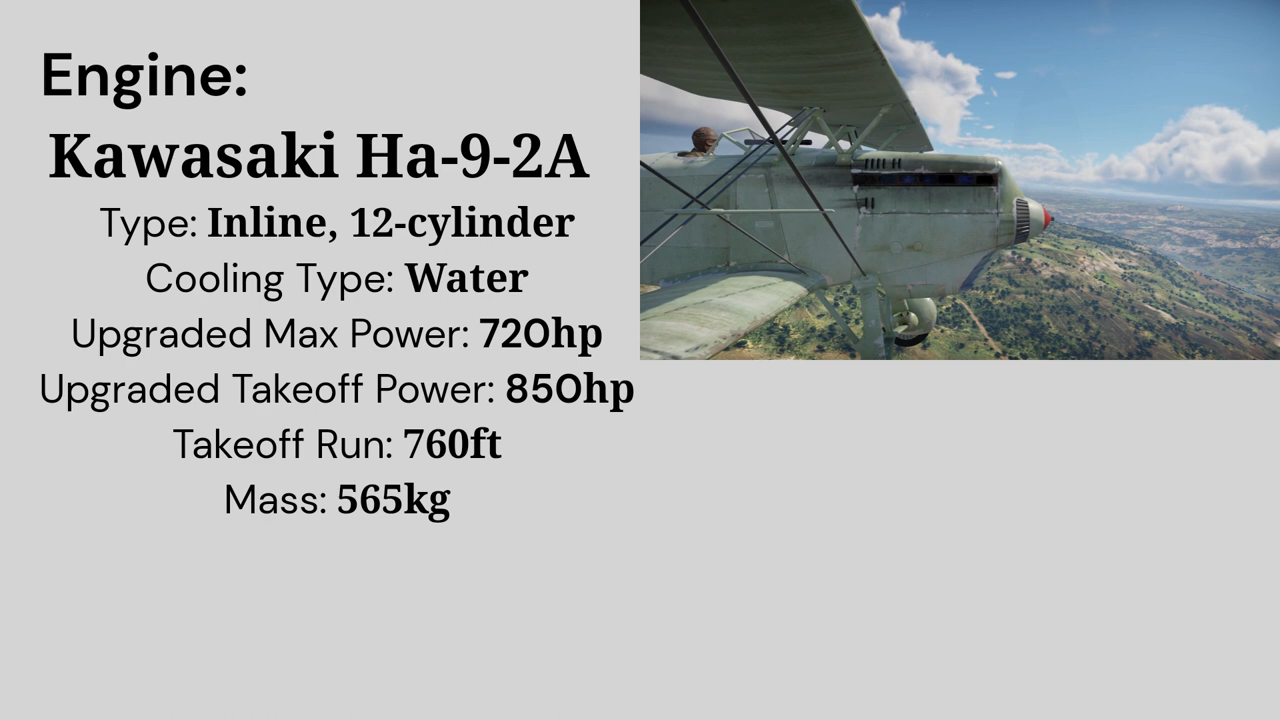 Engine:
Kawasaki Ha-9-2A
Type: Inline, 12-cylinder
Cooling Type: Water
Upgraded Max Power: 720hp
Upgraded Takeoff Power: 850hp
Takeoff Run: 760ft
Mass: 565kg